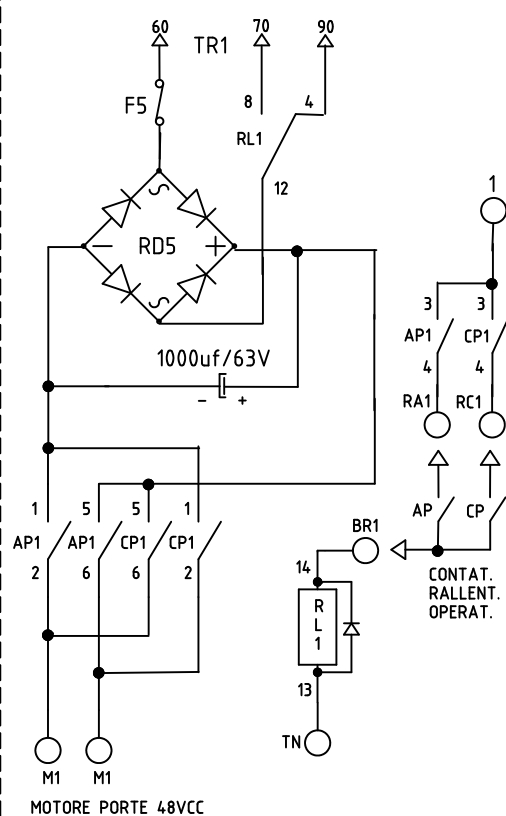 60
TR1
70
90
F5
8
4
RL1
12
1
RD5
- +
1000uf/63V
- +
3
3
AP1
CP1
4
4
RA1
RC1
AP
CP
1
5
5
1
AP1
AP1
CP1
CP1
2
6
6
2
BR1
14
CONTAT.
RALLENT.
OPERAT.
R
L
1
13
TN
M1
M1
MOTORE PORTE 48VCC